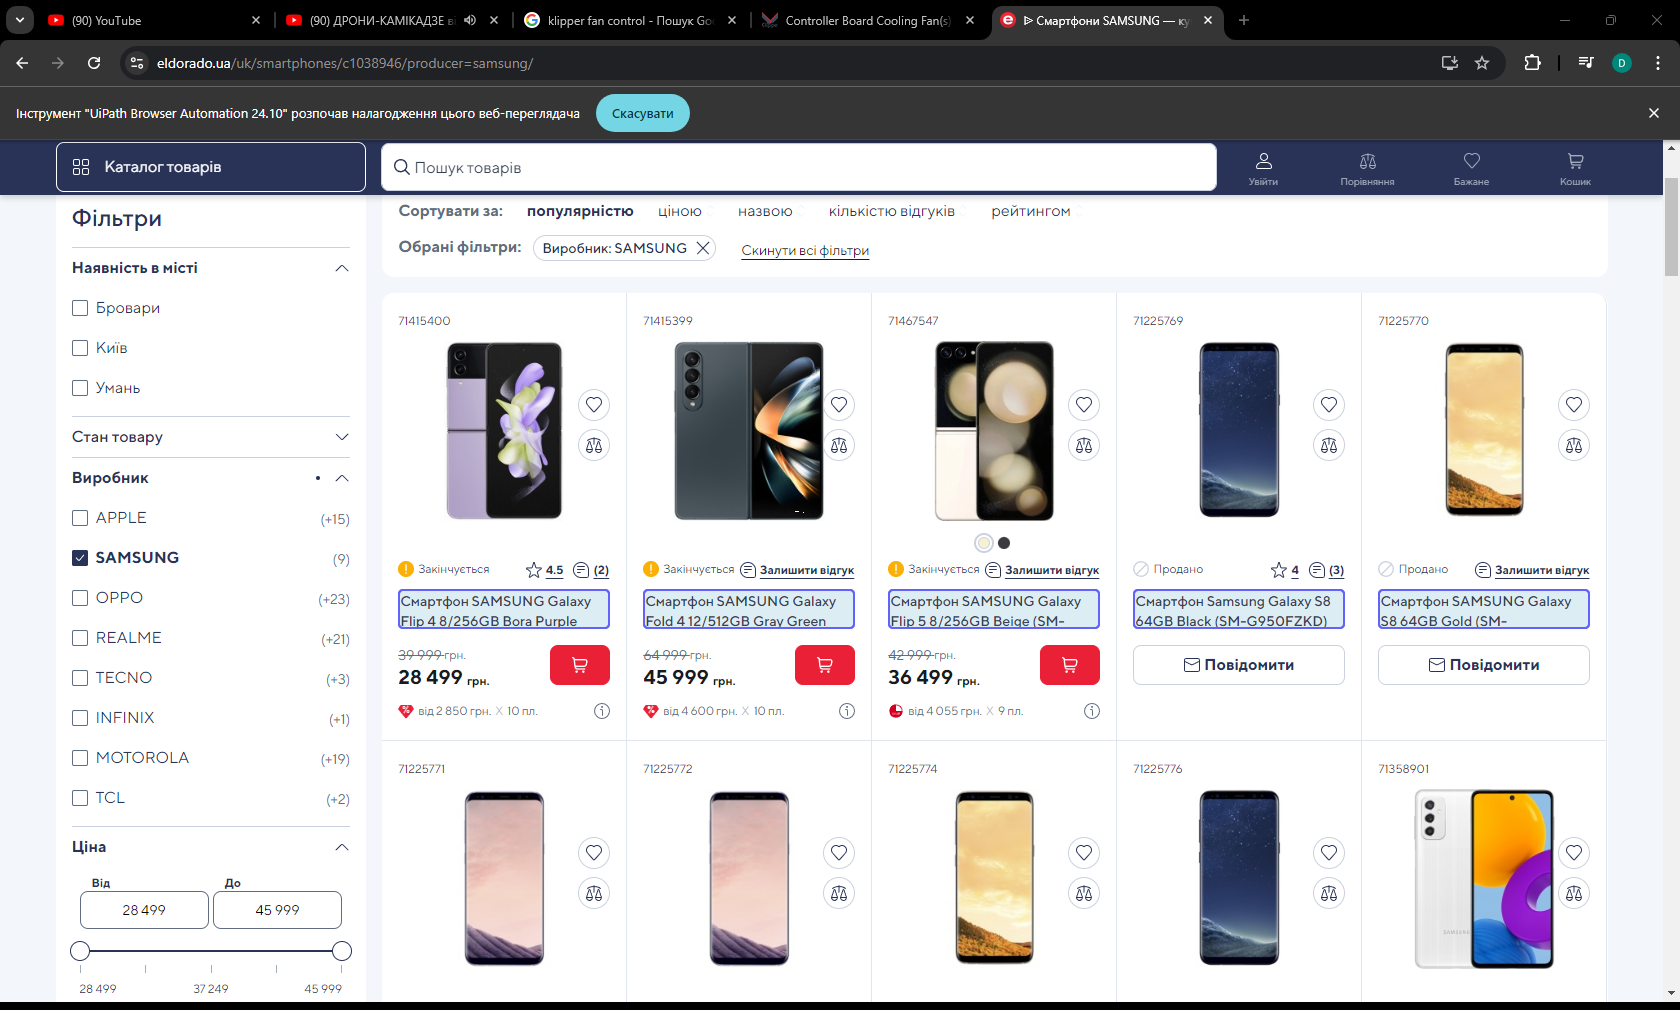 (90) YouTube
(90) ДРОНИ-КАМІКАДЗЕ ві
klipper fan control - Пошук Go
Controller Board Cooling Fan(s)
ᐉ Смартфони SAMSUNG — ку
eldorado.ua/uk/smartphones/c1038946/producer=samsung/
D
Інструмент "UiPath Browser Automation 24.10" розпочав налагодження цього веб-переглядача
Скасувати
Каталог товарів
Пошук товарів
Увійти
Порівняння
Бажане
Кошик
Фільтри
Наявність в місті
Бровари
Київ
Умань
Стан товару
Виробник
APPLE (+15)
SAMSUNG (9)
OPPO (+23)
REALME (+21)
TECNO (+3)
INFINIX (+1)
MOTOROLA (+19)
TCL (+2)
Ціна
Від До
28 499 45 999
28 499 37 249 45 999
Сортувати за: популярністю ціною назвою кількістю відгуків рейтингом
Обрані фільтри: Виробник: SAMSUNG Скинути всі фільтри
71415400
Закінчується 4.5 (2)
Смартфон SAMSUNG Galaxy
Flip 4 8/256GB Bora Purple
39 999 грн.
28 499 грн.
від 2 850 грн. X 10 пл.
71415399
Закінчується Залишити відгук
Смартфон SAMSUNG Galaxy
Fold 4 12/512GB Gray Green
64 999 грн.
45 999 грн.
від 4 600 грн. X 10 пл.
71467547
Закінчується Залишити відгук
Смартфон SAMSUNG Galaxy
Flip 5 8/256GB Beige (SM-
42 999 грн.
36 499 грн.
від 4 055 грн. X 9 пл.
71225769
Продано 4 (3)
Смартфон Samsung Galaxy S8
64GB Black (SM-G950FZKD)
Повідомити
71225770
Продано Залишити відгук
Смартфон SAMSUNG Galaxy
S8 64GB Gold (SM-
Повідомити
71225771
71225772
71225774
71225776
71358901
SAMSUNG